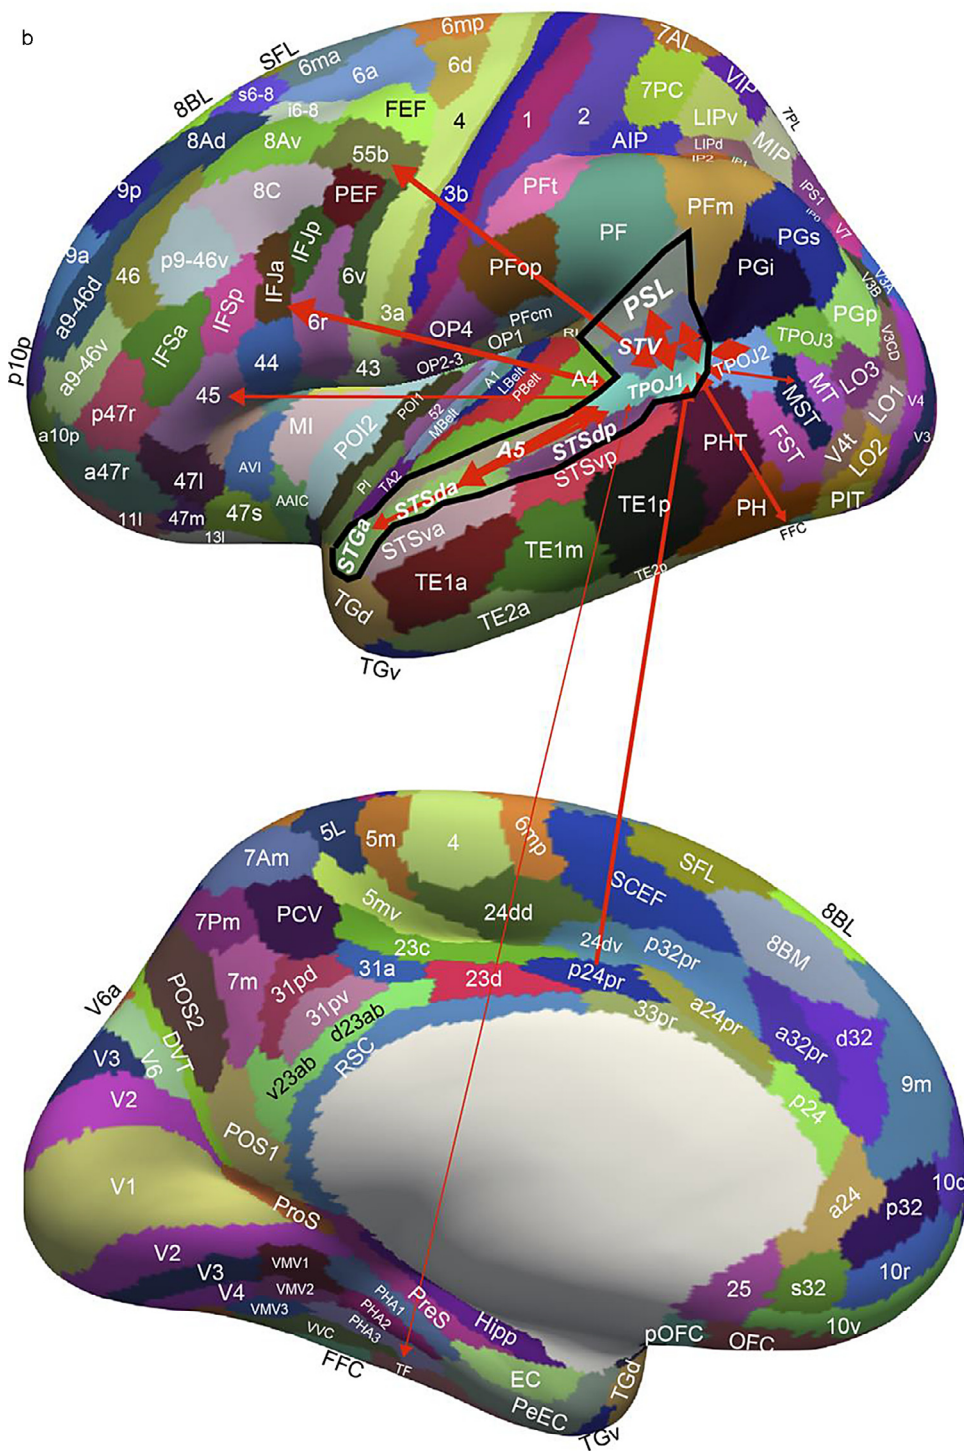 b
6mp
SFL
6ma
7AL
6a
6d
VIP
8BL
s6-8
i6-8
FEF
7PC
7PL
8Ad
8Av
4
1
2
LIPv
AIP
LIPd
MIP
55b
IP2
IP1
9p
8C
PEF
3b
PFt
PFm
IPS1
IP0
V7
9a
46
p9-46v
IFJp
PF
PGs
V3A
V3B
a9-46d
IFJa
6v
PFop
PGi
IFSp
PSL
PGp
3a
PFcm
a9-46v
IFSa
6r
OP4
OP1
RI
STV
TPOJ3
V3CD
p10p
44
43
OP2-3
TPOJ2
A1
LBelt
A4
TPOJ1
LO3
45
POI1
52
PBelt
MT
p47r
MI
MBelt
MST
LO1
V4
a10p
POI2
A5
STSdp
PHT
V3
AVI
TA2
STSvp
FST
V4t
LO2
a47r
47l
AAIC
PI
STSda
TE1p
PH
PIT
11l
47m
47s
STGa
STSva
FFC
13l
TE1m
TE1a
TE2p
TGd
TE2a
TGv
5L
5m
4
6mp
7Am
SFL
SCEF
5mv
PCV
24dd
8BL
7Pm
23c
24dv
p32pr
8BM
31a
7m
31pd
23d
p24pr
V6a
POS2
31pv
33pr
a24pr
d23ab
DVT
a32pr
d32
V3
V6
RSC
v23ab
9m
V2
p24
POS1
V1
10d
ProS
a24
p32
V2
VMV1
V3
PHA1
10r
V4
VMV2
PreS
25
s32
VMV3
PHA2
Hipp
10v
VVC
PHA3
pOFC
OFC
FFC
TF
EC
TGd
PeEC
TGv